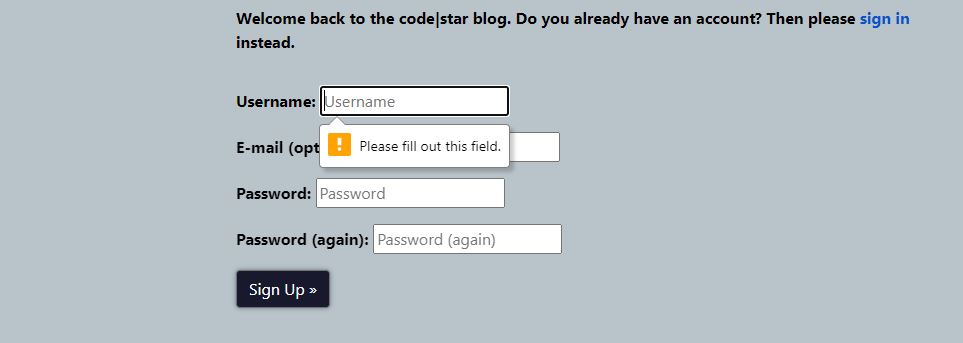 Welcome back to the code|star blog. Do you already have an account? Then please sign in
instead.
Username: Username
Please fill out this field.
E-mail (opt
Password: Password
Password (again): Password (again)
Sign Up »